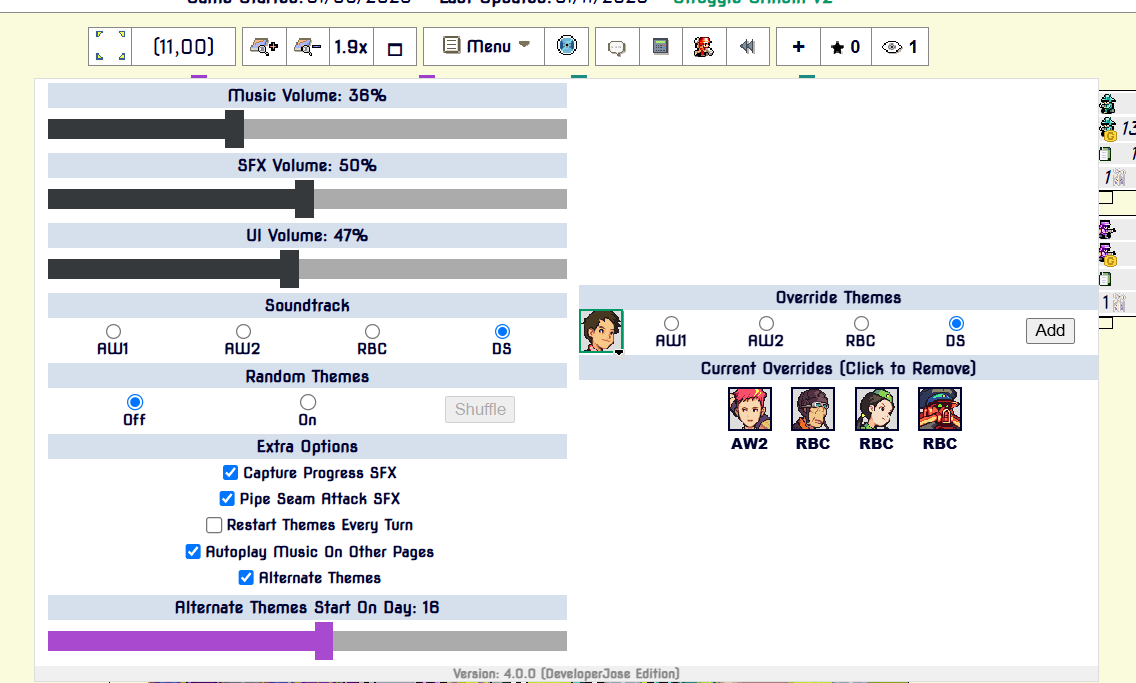 (11,00) 1.9x Menu 0 1
Music Volume: 36%
SFX Volume: 50%
UI Volume: 47%
Soundtrack
AW1 AW2 RBC DS
Random Themes
Off On Shuffle
Extra Options
Capture Progress SFX
Pipe Seam Attack SFX
Restart Themes Every Turn
Autoplay Music On Other Pages
Alternate Themes
Alternate Themes Start On Day: 16
Override Themes
AW1 RBC AW2 DS Add
Current Overrides (Click to Remove)
AW2 RBC RBC RBC
13
1
1
1
Version: 4.0.0 (DeveloperJose Edition)